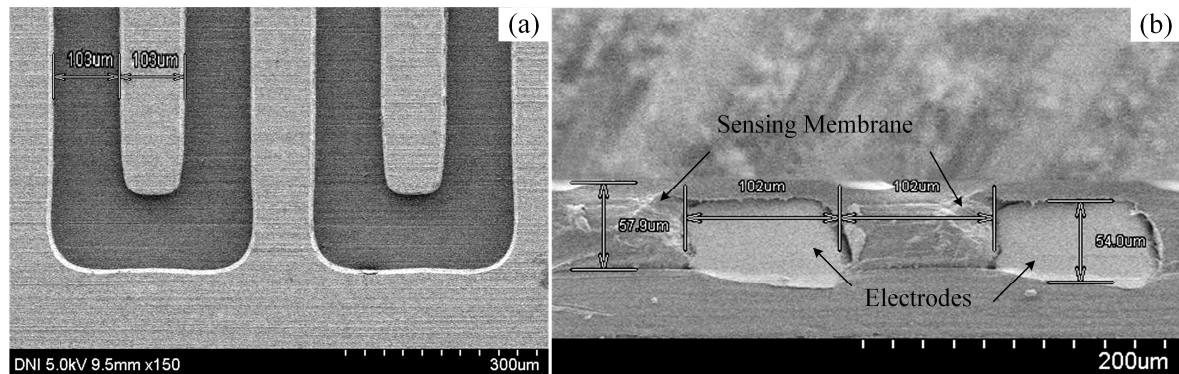 (a)
103um 103um
DNI 5.0kV 9.5mm x150
300um
(b)
Sensing Membrane
102um 102um
57.9um
54.0um
Electrodes
200um